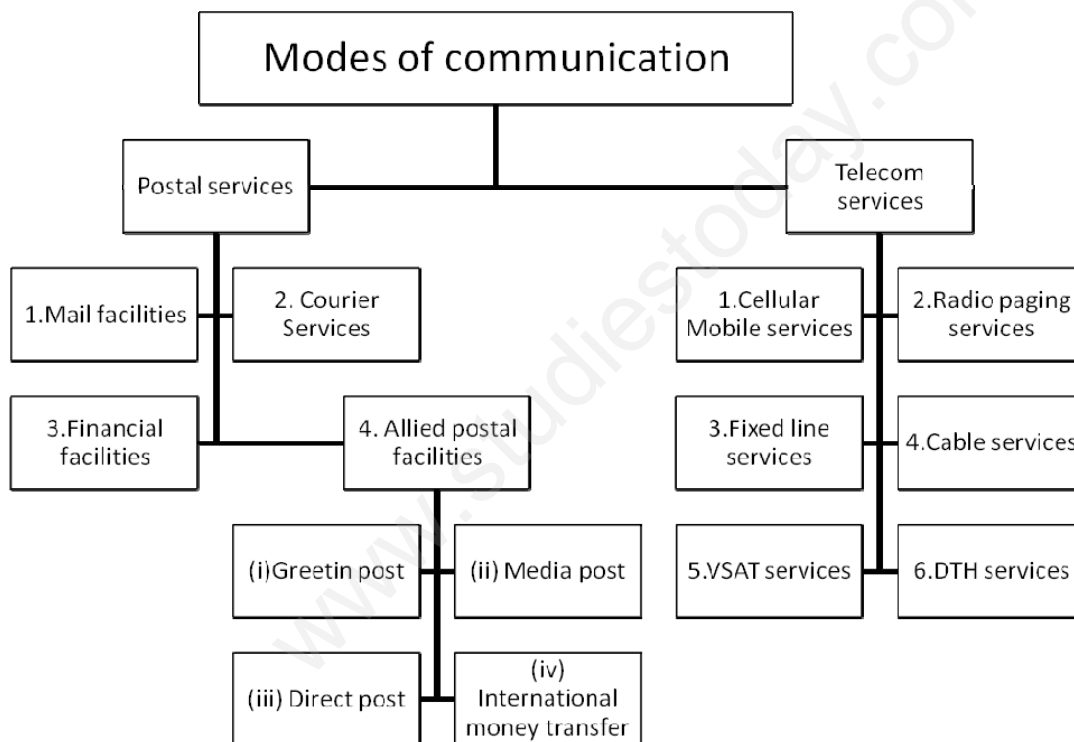 Modes of communication
Postal services
Telecom
services
1.Mail facilities
2. Courier
Services
3.Financial
facilities
4. Allied postal
facilities
(i)Greetin post
(ii) Media post
(iii) Direct post
(iv)
International
money transfer
1.Cellular
Mobile services
2.Radio paging
services
3.Fixed line
services
4.Cable services
5.VSAT services
6.DTH services
www.studiestoday.com